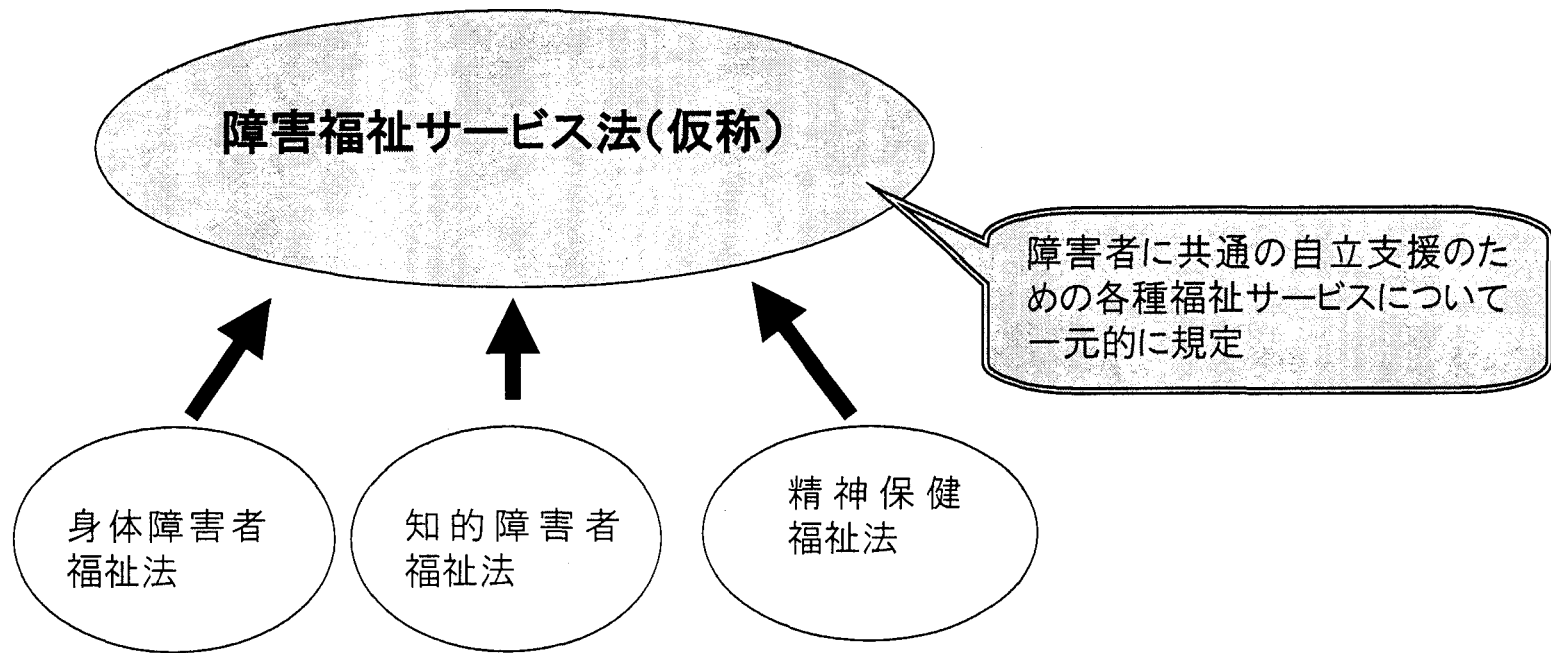 障害福祉サービス法(仮称)
障害者に共通の自立支援のた
めの各種福祉サービスについて
一元的に規定
身体障害者
福祉法
知的障害者
福祉法
精神保健
福祉法